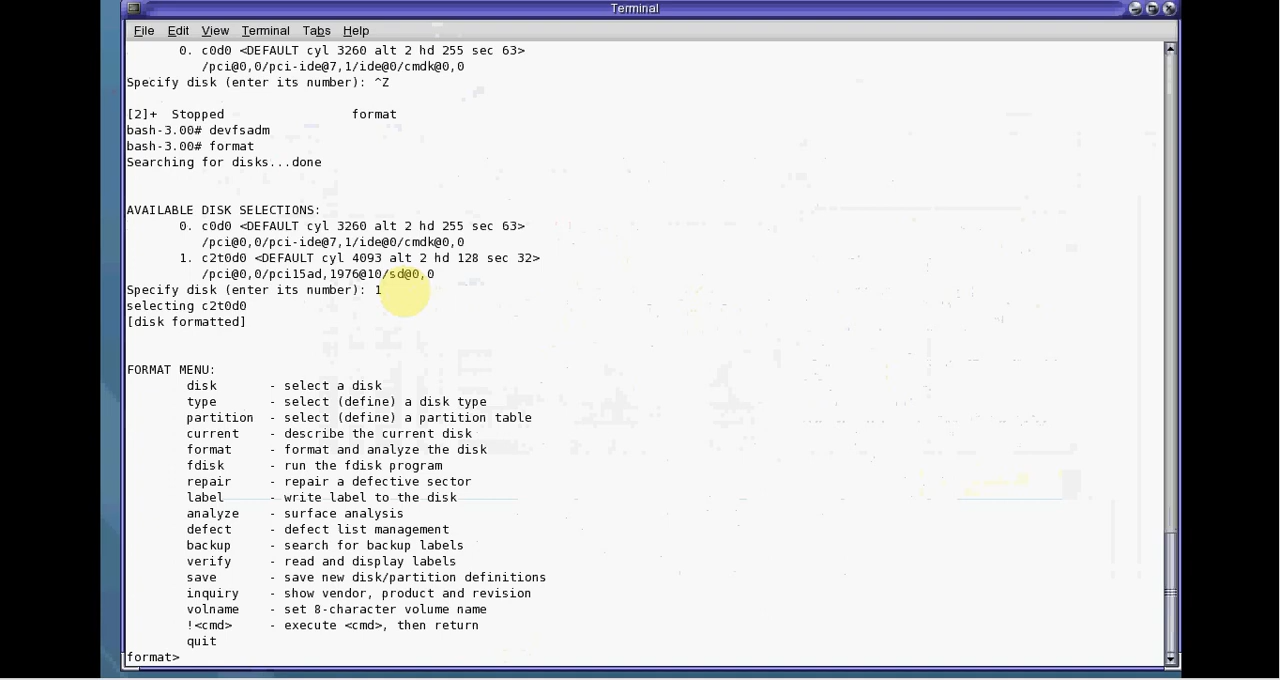 Terminal
File Edit View Terminal Tabs Help
0. c0d0 <DEFAULT cyl 3260 alt 2 hd 255 sec 63>
/pci@0,0/pci-ide@7,1/ide@0/cmdk@0,0
Specify disk (enter its number): ^Z
[2]+  Stopped                 format
bash-3.00# devfsadm
bash-3.00# format
Searching for disks...done
AVAILABLE DISK SELECTIONS:
0. c0d0 <DEFAULT cyl 3260 alt 2 hd 255 sec 63>
/pci@0,0/pci-ide@7,1/ide@0/cmdk@0,0
1. c2t0d0 <DEFAULT cyl 4093 alt 2 hd 128 sec 32>
/pci@0,0/pci15ad,1976@10/sd@0,0
Specify disk (enter its number): 1
selecting c2t0d0
[disk formatted]
FORMAT MENU:
disk       - select a disk
type       - select (define) a disk type
partition  - select (define) a partition table
current    - describe the current disk
format     - format and analyze the disk
fdisk      - run the fdisk program
repair     - repair a defective sector
label      - write label to the disk
analyze    - surface analysis
defect     - defect list management
backup     - search for backup labels
verify     - read and display labels
save       - save new disk/partition definitions
inquiry    - show vendor, product and revision
volname    - set 8-character volume name
!<cmd>     - execute <cmd>, then return
quit
format>